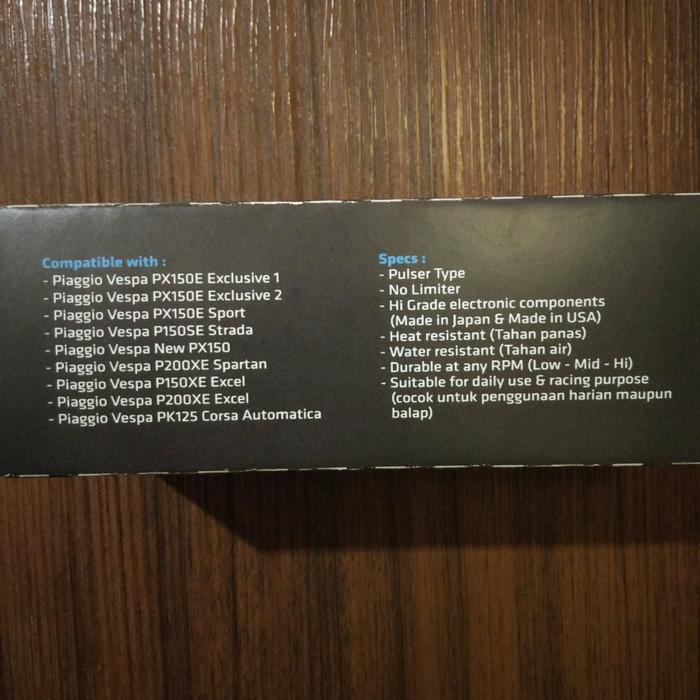 Compatible with :
- Piaggio Vespa PX150E Exclusive 1
- Piaggio Vespa PX150E Exclusive 2
- Piaggio Vespa PX150E Sport
- Piaggio Vespa P150SE Strada
- Piaggio Vespa New PX150
- Piaggio Vespa P200XE Spartan
- Piaggio Vespa P150XE Excel
- Piaggio Vespa P200XE Excel
- Piaggio Vespa PK125 Corsa Automatica
Specs :
- Pulser Type
- No Limiter
- Hi Grade electronic components
(Made in Japan & Made in USA)
- Heat resistant (Tahan panas)
- Water resistant (Tahan air)
- Durable at any RPM (Low - Mid - Hi)
- Suitable for daily use & racing purpose
(cocok untuk penggunaan harian maupun
balap)